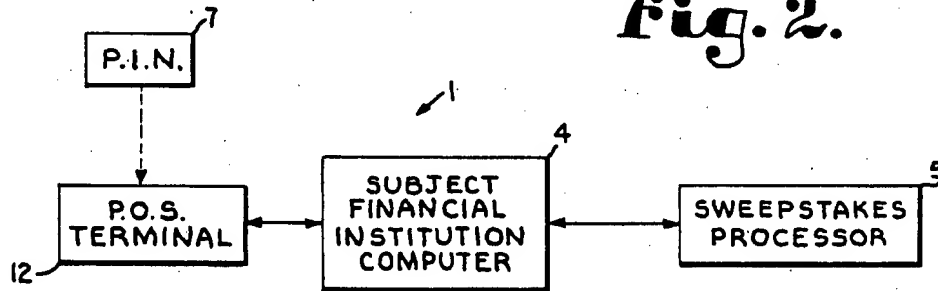 Fig. 2.
7
P.I.N.
1
4
5
P.O.S.
TERMINAL
12
SUBJECT
FINANCIAL
INSTITUTION
COMPUTER
SWEEPSTAKES
PROCESSOR